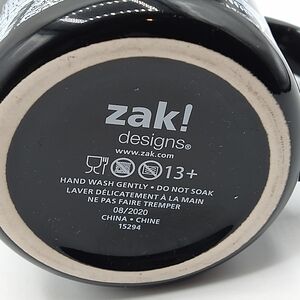 zak!
designs®
www.zak.com
13+
HAND WASH GENTLY • DO NOT SOAK
LAVER DÉLICATEMENT À LA MAIN
NE PAS FAIRE TREMPER
08/2020
CHINA • CHINE
15294